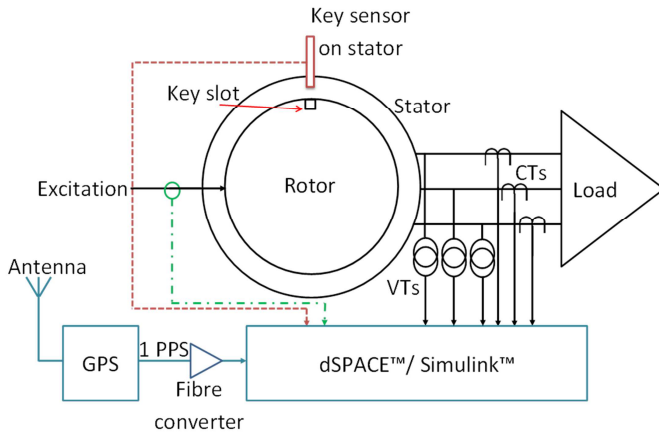 Key sensor
on stator
Key slot
Stator
CTs
Excitation
Rotor
Load
Antenna
VTs
GPS
1 PPS
dSPACE™/ Simulink™
Fibre
converter